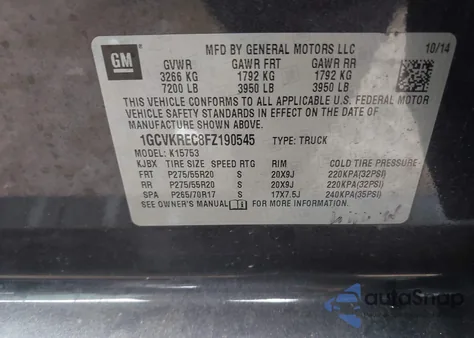 GM
MFD BY GENERAL MOTORS LLC
10/14
GVWR GAWR FRT GAWR RR
3266 KG 1792 KG 1792 KG
7200 LB 3950 LB 3950 LB
THIS VEHICLE CONFORMS TO ALL APPLICABLE U.S. FEDERAL MOTOR
VEHICLE SAFETY STANDARDS IN EFFECT ON THE DATE OF
MANUFACTURE SHOWN ABOVE.
1GCVKREC8FZ190545 TYPE: TRUCK
MODEL: K15753
KJBX TIRE SIZE SPEED RTG RIM COLD TIRE PRESSURE
FRT P275/55R20 S 20X9J 220KPA(32PSI)
RR P275/55R20 S 20X9J 220KPA(32PSI)
SPA P265/70R17 S 17X7.5J 240KPA(35PSI)
SEE OWNER'S MANUAL FOR MORE INFORMATION.
autoSnap